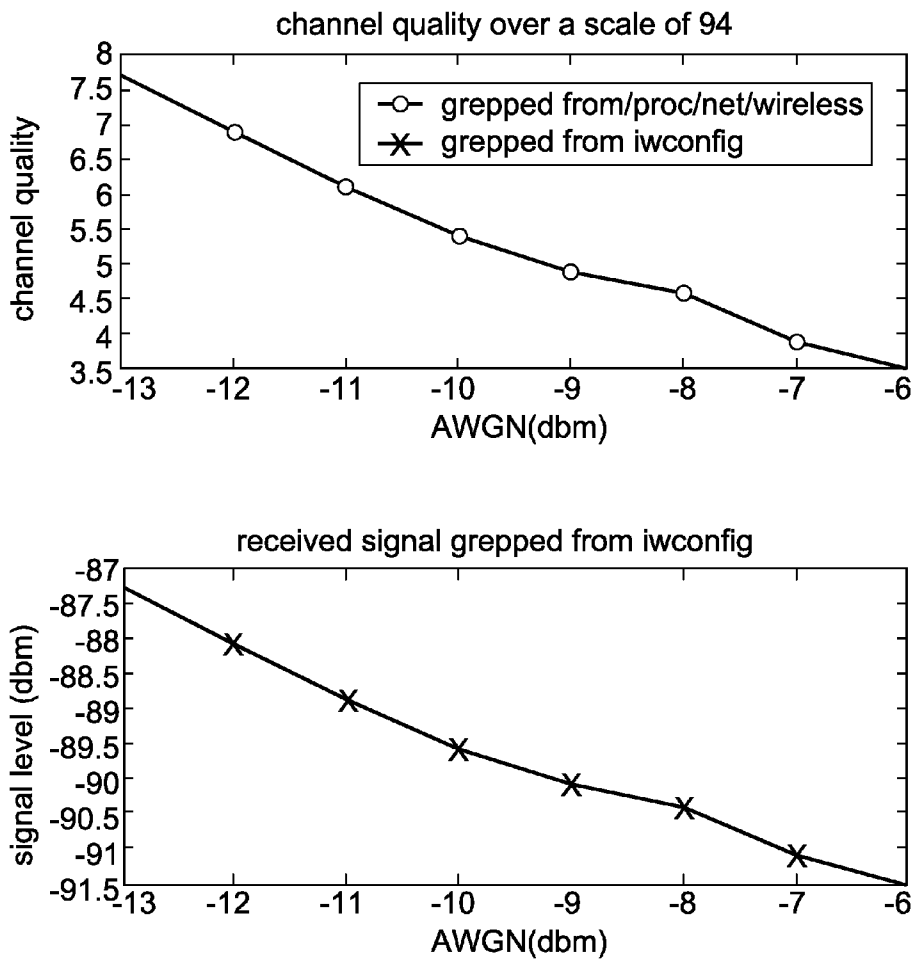 channel quality over a scale of 94
8
7.5
7
6.5
6
5.5
5
4.5
4
3.5
channel quality
grepped from/proc/net/wireless
grepped from iwconfig
-13 -12 -11 -10 -9 -8 -7 -6
AWGN(dbm)
received signal grepped from iwconfig
-87
-87.5
-88
-88.5
-89
-89.5
-90
-90.5
-91
-91.5
signal level (dbm)
-13 -12 -11 -10 -9 -8 -7 -6
AWGN(dbm)